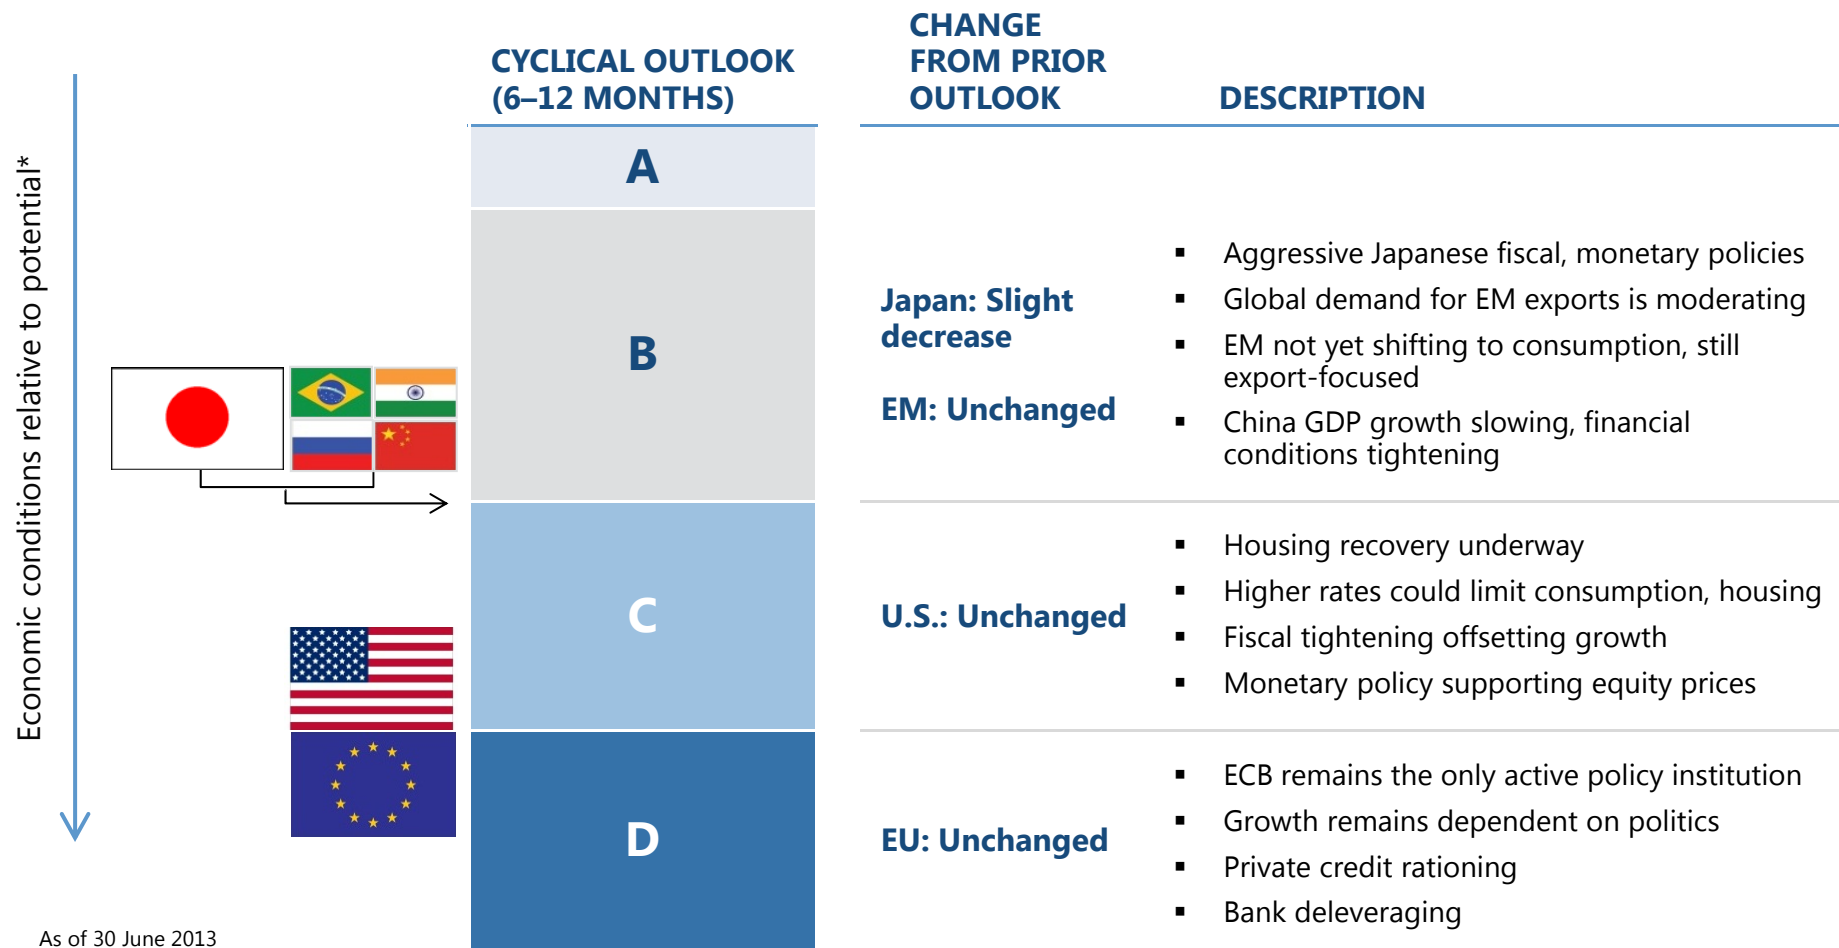 CYCLICAL OUTLOOK
(6–12 MONTHS)
CHANGE
FROM PRIOR
OUTLOOK
DESCRIPTION
Economic conditions relative to potential*
A
B
Japan: Slight
decrease
EM: Unchanged
▪ Aggressive Japanese fiscal, monetary policies
▪ Global demand for EM exports is moderating
▪ EM not yet shifting to consumption, still
export-focused
▪ China GDP growth slowing, financial
conditions tightening
C
U.S.: Unchanged
▪ Housing recovery underway
▪ Higher rates could limit consumption, housing
▪ Fiscal tightening offsetting growth
▪ Monetary policy supporting equity prices
D
EU: Unchanged
▪ ECB remains the only active policy institution
▪ Growth remains dependent on politics
▪ Private credit rationing
▪ Bank deleveraging
As of 30 June 2013